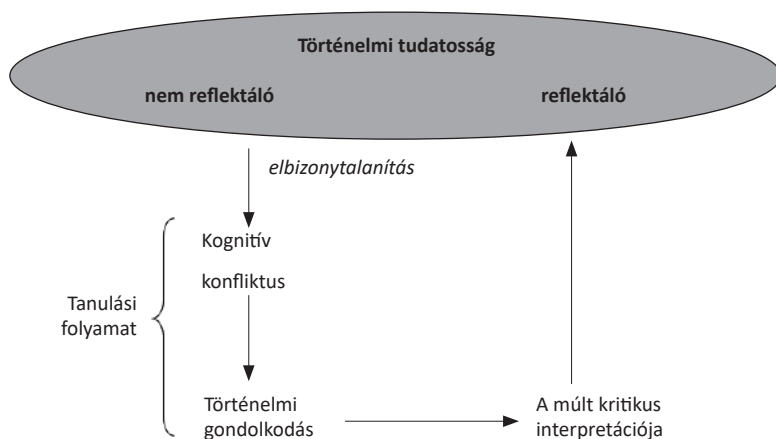 Történelmi tudatosság
nem reflektáló
reflektáló
elbizonytalanítás
Kognitív
konfliktus
Tanulási
folyamat
Történelmi
gondolkodás
A múlt kritikus
interpretációja